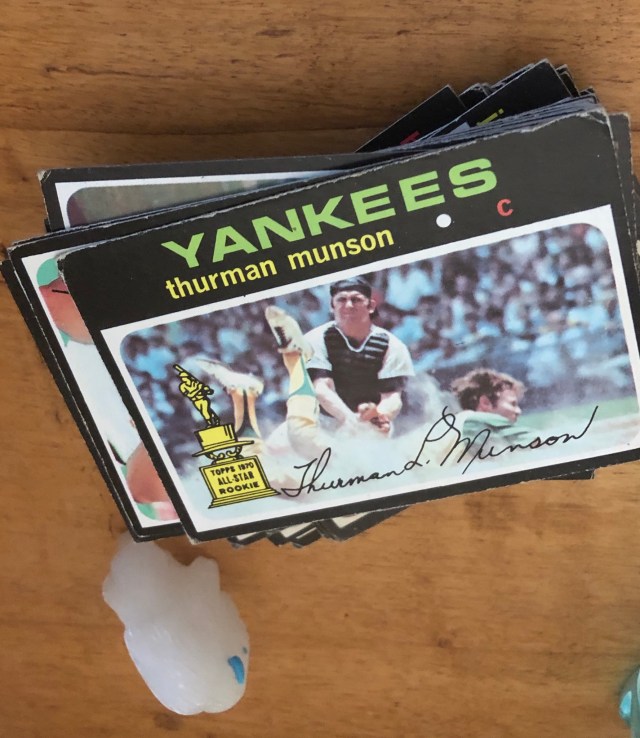 YANKEES
thurman munson
c
TOPPS 1970
ALL-STAR
ROOKIE
Thurman L. Munson